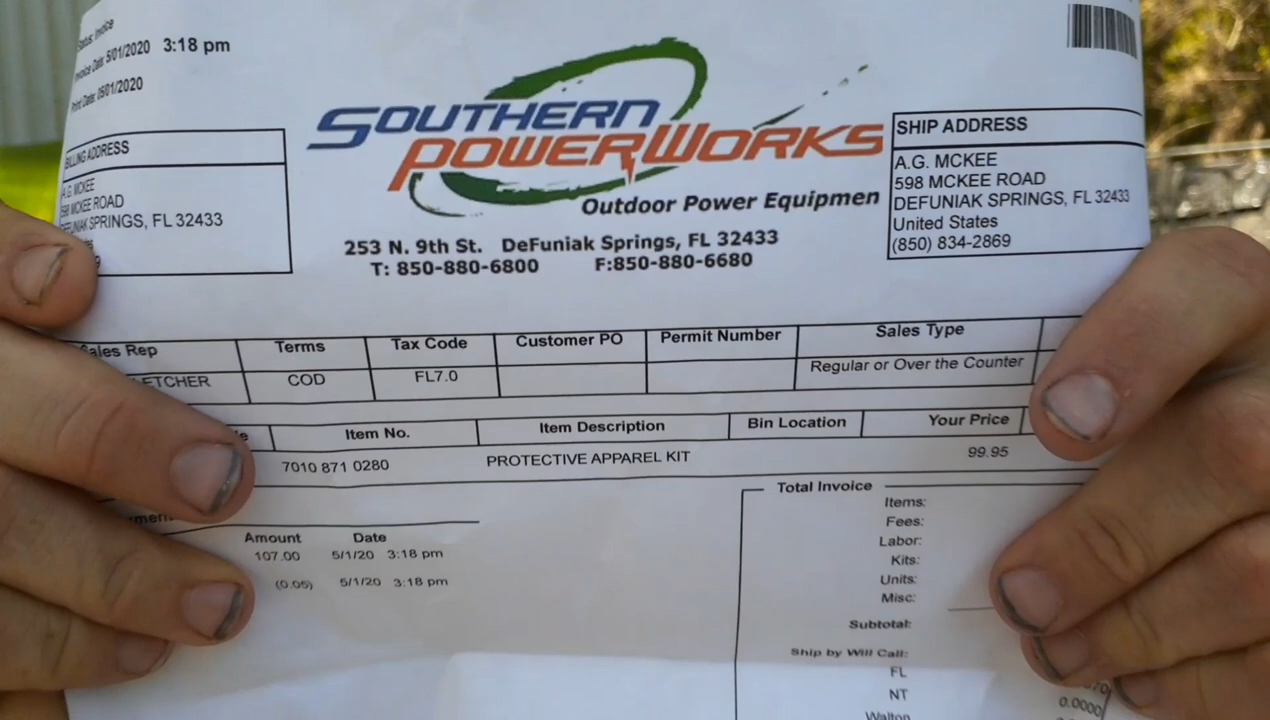 Status: Invoice
Invoice Date: 5/01/2020 3:18 pm
Print Date: 05/01/2020
SOUTHERN
POWERWORKS
Outdoor Power Equipmen
253 N. 9th St. DeFuniak Springs, FL 32433
T: 850-880-6800 F:850-880-6680
BILLING ADDRESS
A.G. MCKEE
598 MCKEE ROAD
DEFUNIAK SPRINGS, FL 32433
SHIP ADDRESS
A.G. MCKEE
598 MCKEE ROAD
DEFUNIAK SPRINGS, FL 32433
United States
(850) 834-2869
Sales Rep Terms Tax Code Customer PO Permit Number Sales Type
ETCHER COD FL7.0 Regular or Over the Counter
Item No. Item Description Bin Location Your Price
7010 871 0280 PROTECTIVE APPAREL KIT 99.95
Amount Date
107.00 5/1/20 3:18 pm
(0.05) 5/1/20 3:18 pm
Total Invoice
Items:
Fees:
Labor:
Kits:
Units:
Misc:
Subtotal:
Ship by Will Call:
FL
NT 0.0000
Walton